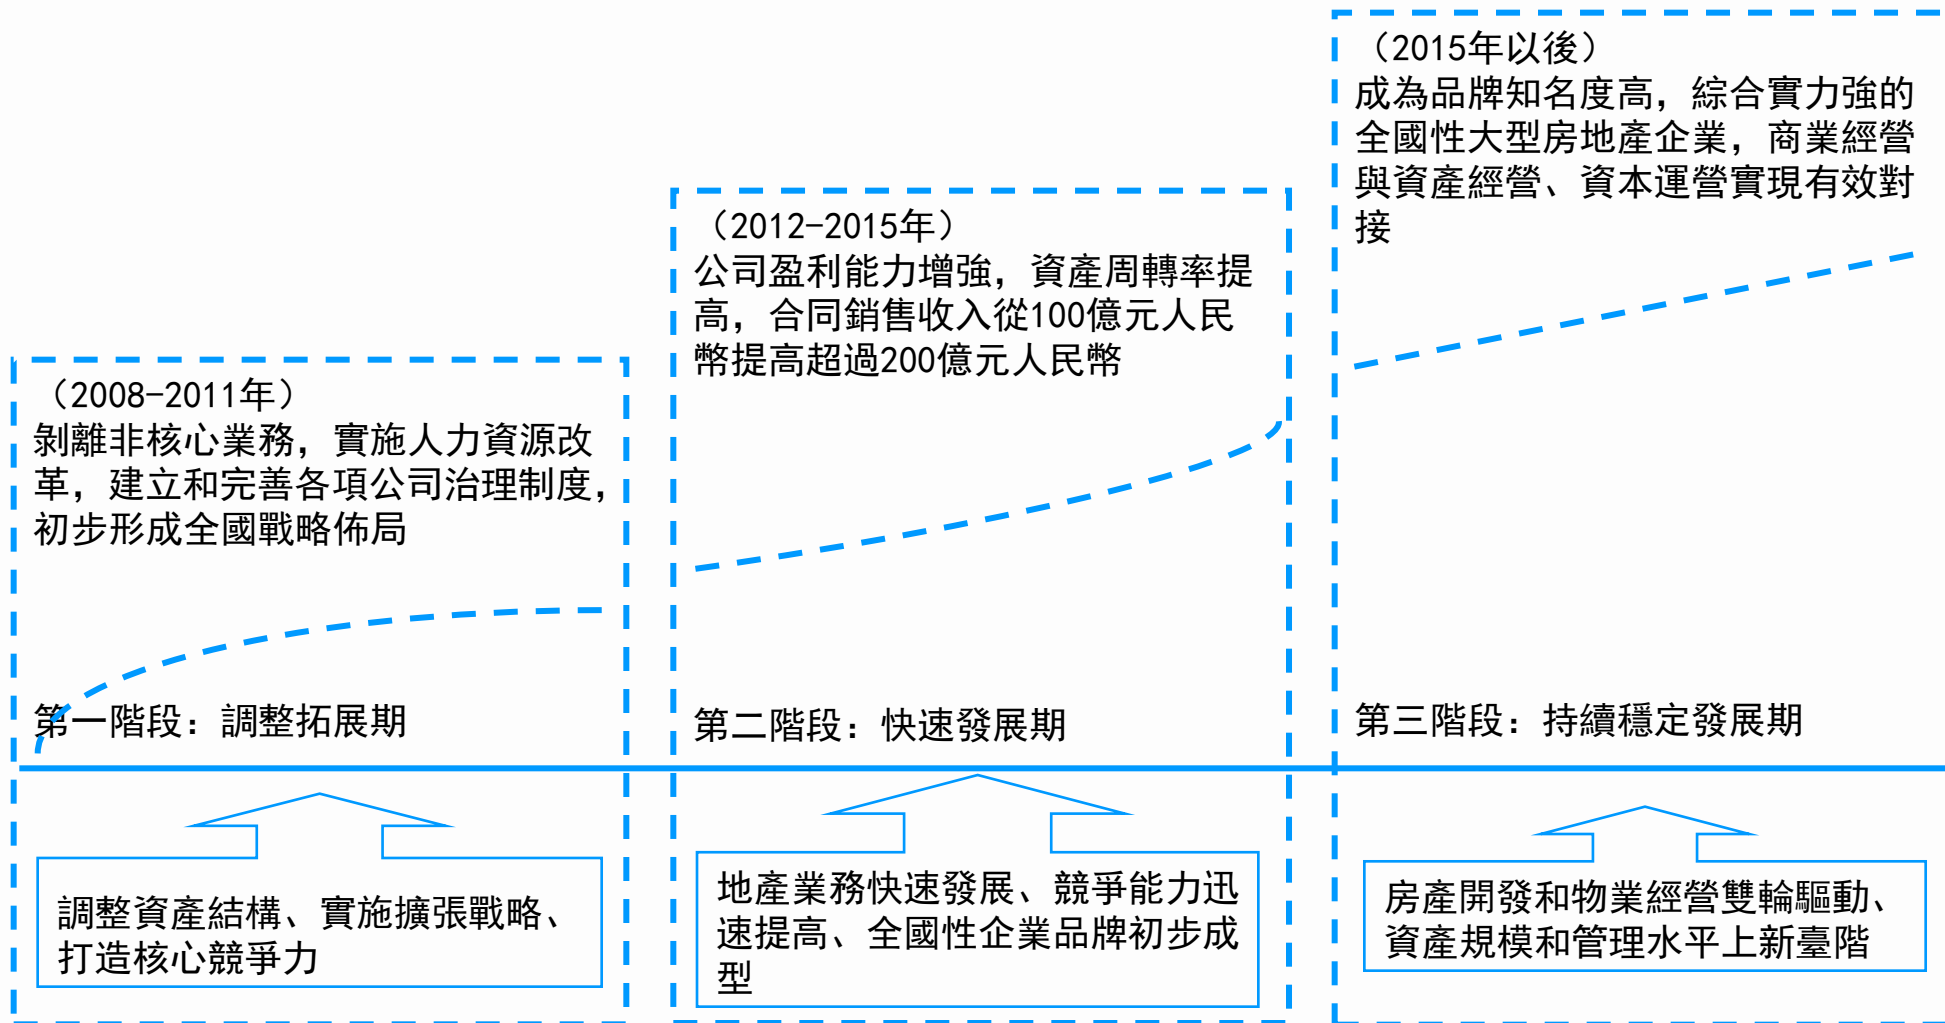 （2008-2011年）
剝離非核心業務，實施人力資源改
革，建立和完善各項公司治理制度，
初步形成全國戰略佈局
第一階段：調整拓展期
調整資產結構、實施擴張戰略、
打造核心競爭力
（2012-2015年）
公司盈利能力增強，資產周轉率提
高，合同銷售收入從100億元人民
幣提高超過200億元人民幣
第二階段：快速發展期
地產業務快速發展、競爭能力迅
速提高、全國性企業品牌初步成
型
（2015年以後）
成為品牌知名度高，綜合實力強的
全國性大型房地產企業，商業經營
與資產經營、資本運營實現有效對
接
第三階段：持續穩定發展期
房產開發和物業經營雙輪驅動、
資產規模和管理水平上新臺階